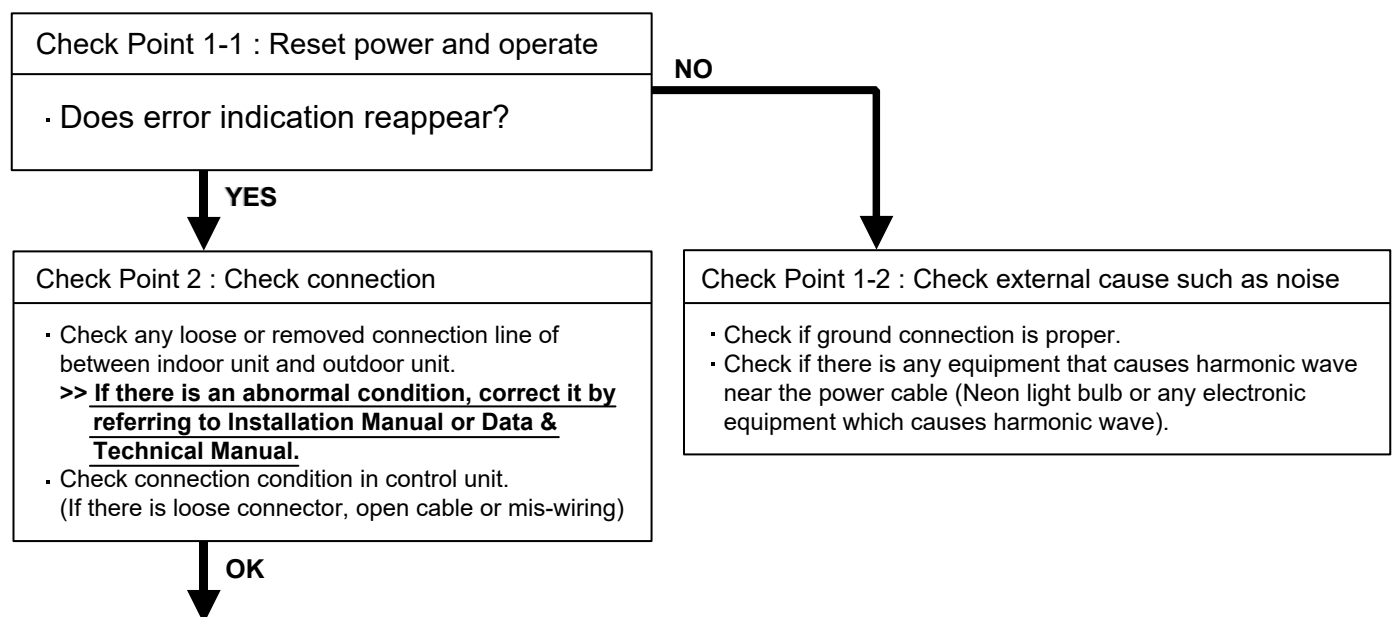 Check Point 1-1 : Reset power and operate
· Does error indication reappear?
NO
YES
Check Point 2 : Check connection
· Check any loose or removed connection line of
between indoor unit and outdoor unit.
>> If there is an abnormal condition, correct it by
referring to Installation Manual or Data &
Technical Manual.
· Check connection condition in control unit.
(If there is loose connector, open cable or mis-wiring)
Check Point 1-2 : Check external cause such as noise
· Check if ground connection is proper.
· Check if there is any equipment that causes harmonic wave
near the power cable (Neon light bulb or any electronic
equipment which causes harmonic wave).
OK